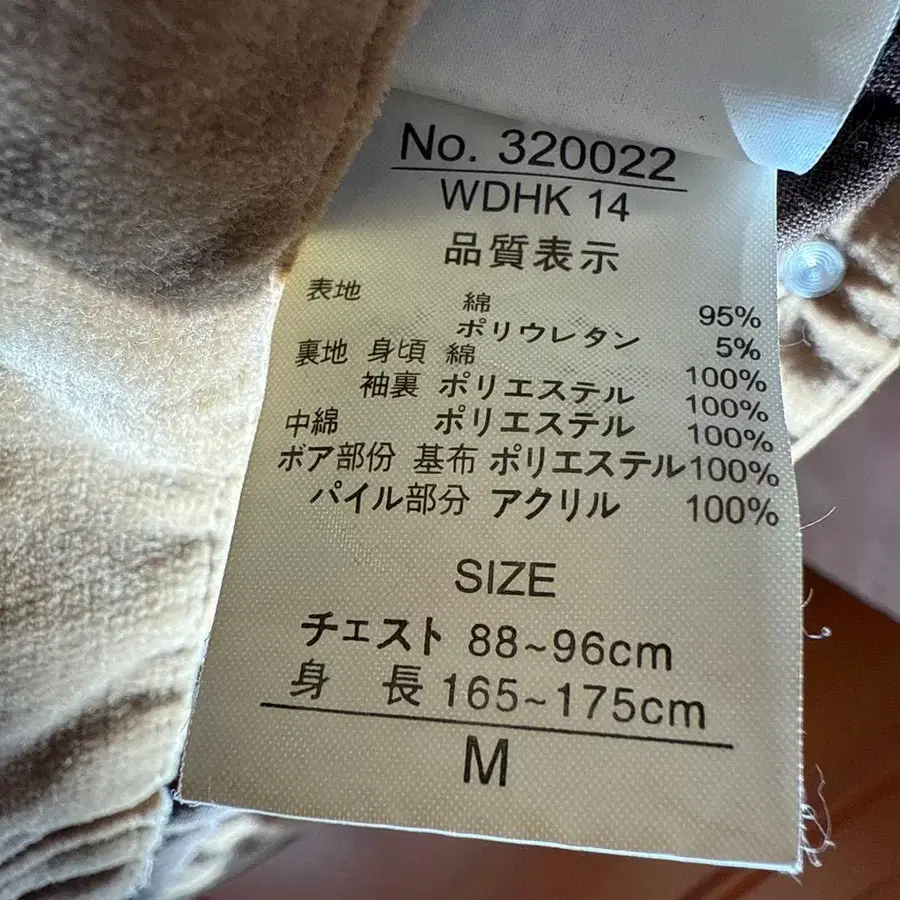 No. 320022
WDHK 14
品質表示
表地 綿 95%
ポリウレタン 5%
裏地 身頃 綿 100%
袖裏 ポリエステル 100%
中綿 ポリエステル 100%
ボア部份 基布 ポリエステル 100%
パイル部分 アクリル 100%
SIZE
チェスト 88~96cm
身 長 165~175cm
M